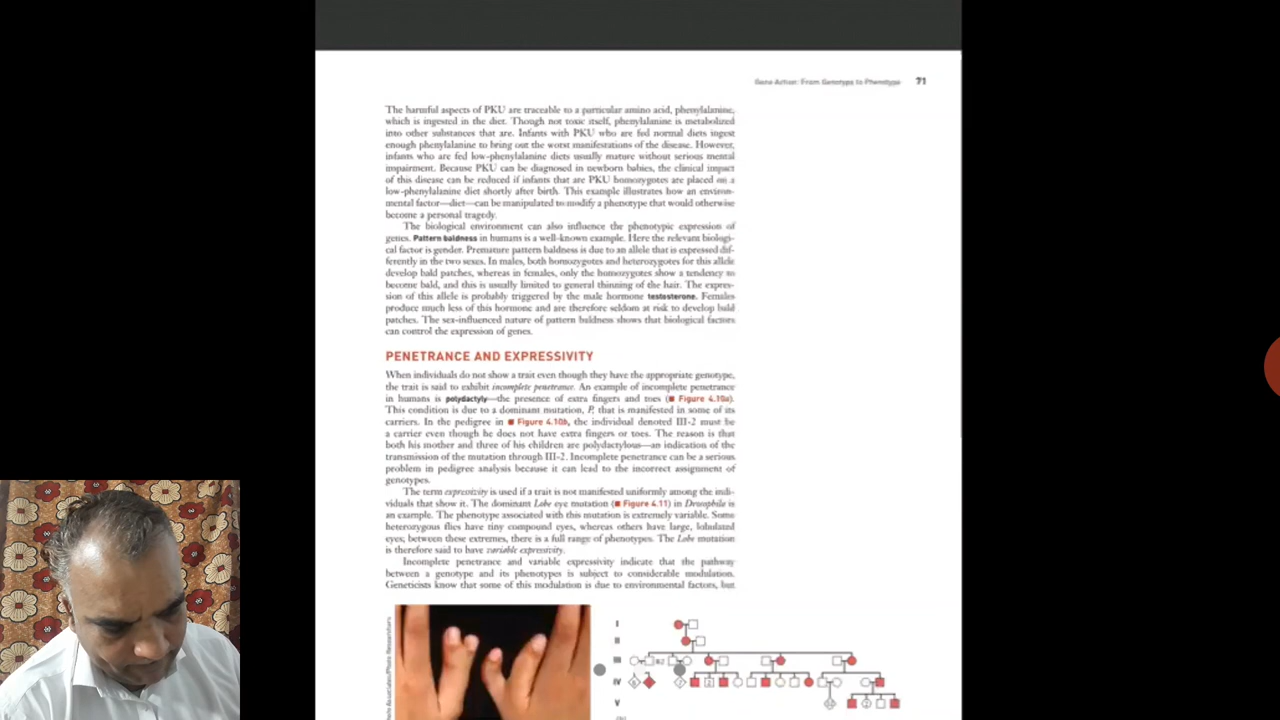 Gene Action: From Genotype to Phenotype 71
The harmful aspects of PKU are traceable to a particular amino acid, phenylalanine,
which is ingested in the diet. Though not toxic itself, phenylalanine is metabolized
into other substances that are. Infants with PKU who are fed normal diets ingest
enough phenylalanine to bring out the worst manifestations of the disease. However,
infants who are fed low-phenylalanine diets usually mature without serious mental
impairment. Because PKU can be diagnosed in newborn babies, the clinical impact
of this disease can be reduced if infants that are PKU homozygotes are placed on a
low-phenylalanine diet shortly after birth. This example illustrates how an environ-
mental factor—diet—can be manipulated to modify a phenotype that would otherwise
become a personal tragedy.
The biological environment can also influence the phenotypic expression of
genes. Pattern baldness in humans is a well-known example. Here the relevant biologi-
cal factor is gender. Premature pattern baldness is due to an allele that is expressed dif-
ferently in the two sexes. In males, both homozygotes and heterozygotes for this allele
develop bald patches, whereas in females, only the homozygotes show a tendency to
become bald, and this is usually limited to general thinning of the hair. The expres-
sion of this allele is probably triggered by the male hormone testosterone. Females
produce much less of this hormone and are therefore seldom at risk to develop bald
patches. The sex-influenced nature of pattern baldness shows that biological factors
can control the expression of genes.
PENETRANCE AND EXPRESSIVITY
When individuals do not show a trait even though they have the appropriate genotype,
the trait is said to exhibit incomplete penetrance. An example of incomplete penetrance
in humans is polydactyly—the presence of extra fingers and toes (■ Figure 4.10a).
This condition is due to a dominant mutation, P, that is manifested in some of its
carriers. In the pedigree in ■ Figure 4.10b, the individual denoted III-2 must be
a carrier even though he does not have extra fingers or toes. The reason is that
both his mother and three of his children are polydactylous—an indication of the
transmission of the mutation through III-2. Incomplete penetrance can be a serious
problem in pedigree analysis because it can lead to the incorrect assignment of
genotypes.
The term expressivity is used if a trait is not manifested uniformly among the indi-
viduals that show it. The dominant Lobe eye mutation (■ Figure 4.11) in Drosophila is
an example. The phenotype associated with this mutation is extremely variable. Some
heterozygous flies have tiny compound eyes, whereas others have large, lobulated
eyes; between these extremes, there is a full range of phenotypes. The Lobe mutation
is therefore said to have variable expressivity.
Incomplete penetrance and variable expressivity indicate that the pathway
between a genotype and its phenotypes is subject to considerable modulation.
Geneticists know that some of this modulation is due to environmental factors, but
Associates/Photo Researchers
I
II
III
IV
V